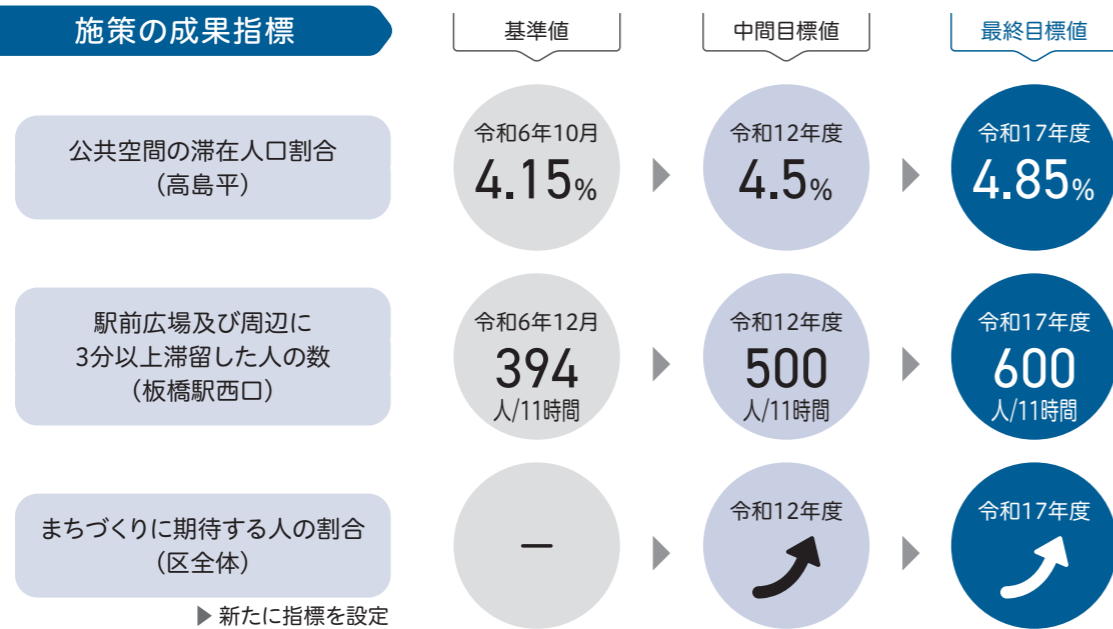 施策の成果指標
基準値
中間目標値
最終目標値
公共空間の滞在人口割合
(高島平)
令和6年10月
4.15%
令和12年度
4.5%
令和17年度
4.85%
駅前広場及び周辺に
3分以上滞留した人の数
(板橋駅西口)
令和6年12月
394
人/11時間
令和12年度
500
人/11時間
令和17年度
600
人/11時間
まちづくりに期待する人の割合
(区全体)
▶新たに指標を設定
–
令和12年度
令和17年度